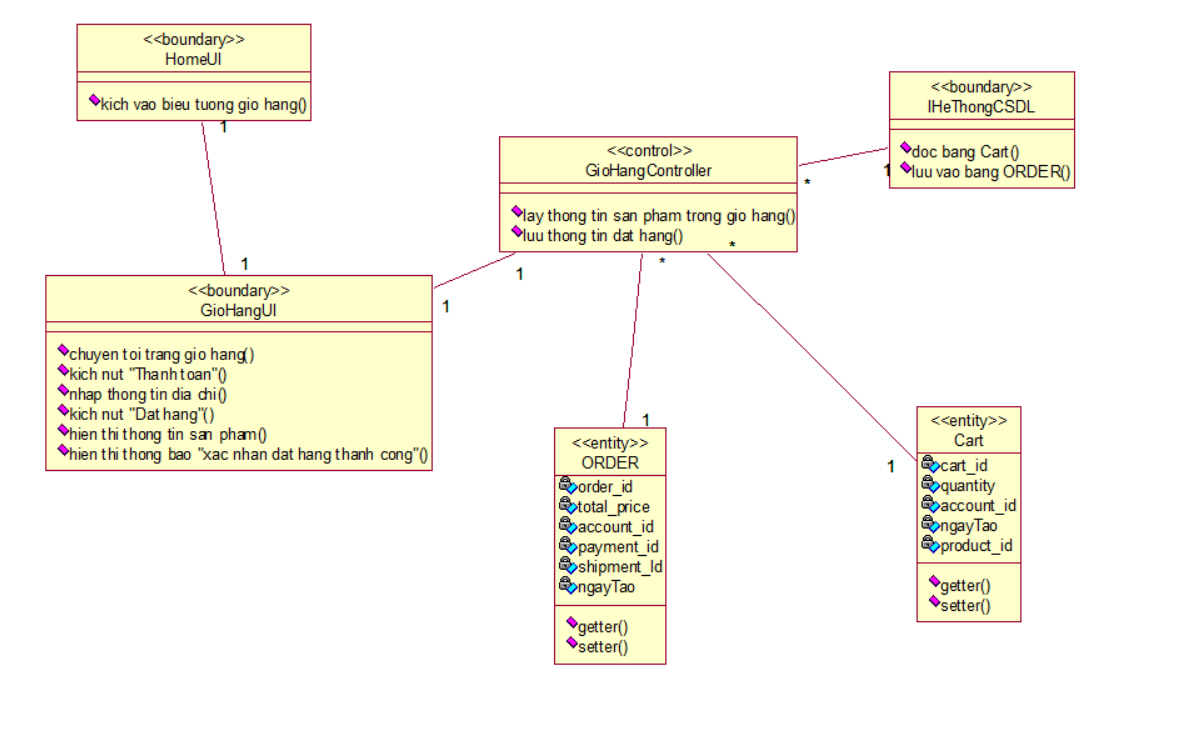 <<boundary>>
HomeUI
kich vao bieu tuong gio hang()
1
1
<<boundary>>
GioHangUI
chuyen toi trang gio hang()
kich nut "Thanh toan"()
nhap thong tin dia chi()
kich nut "Dat hang"()
hien thi thong tin san pham()
hien thi thong bao "xac nhan dat hang thanh cong"()
1
1
<<control>>
GioHangController
lay thong tin san pham trong gio hang()
luu thong tin dat hang()
*
1
<<boundary>>
IHeThongCSDL
doc bang Cart()
luu vao bang ORDER()
*
1
<<entity>>
ORDER
order_id
total_price
account_id
payment_id
shipment_Id
ngayTao
getter()
setter()
*
1
<<entity>>
Cart
cart_id
quantity
account_id
ngayTao
product_id
getter()
setter()